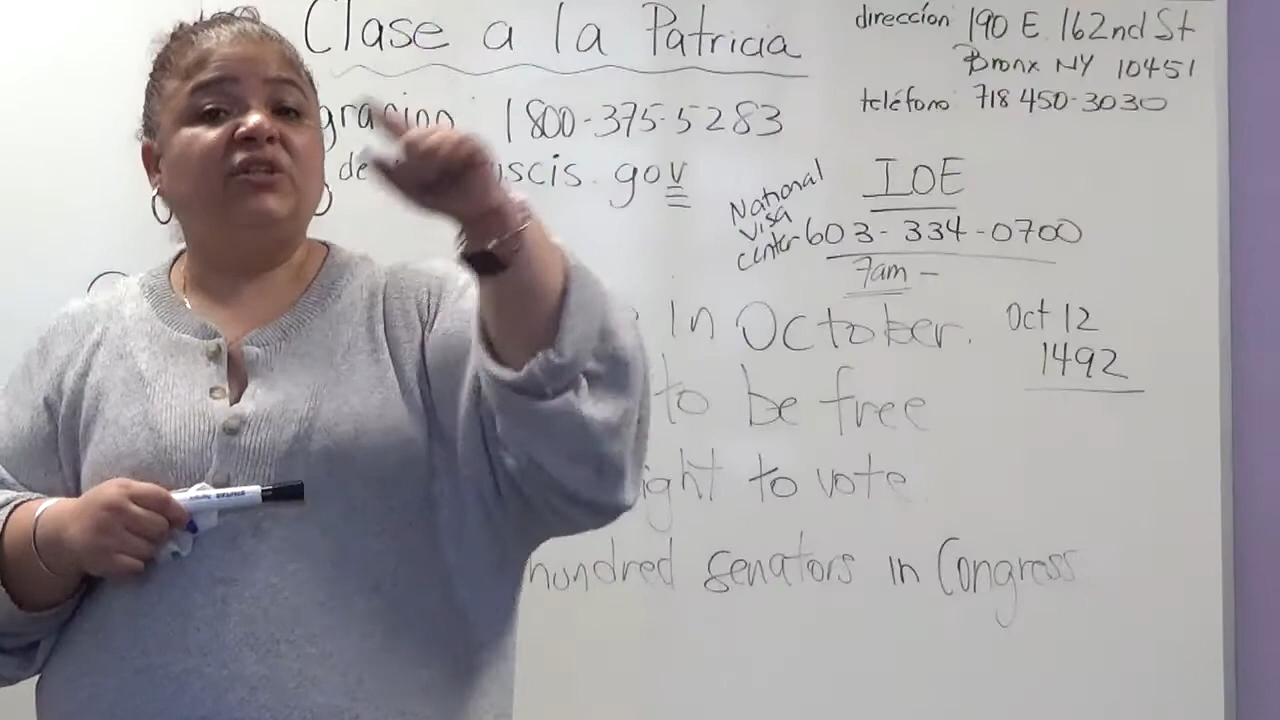 Clase a la Patricia
dirección 190 E. 162nd St
Bronx NY 10451
teléfono 718 450-3030
gracion 1800-375-5283
de uscis.gov
IOE
National
Visa
Center 603-334-0700
7am -
in October.
Oct 12
1492
to be free
ight to vote
hundred senators in Congress